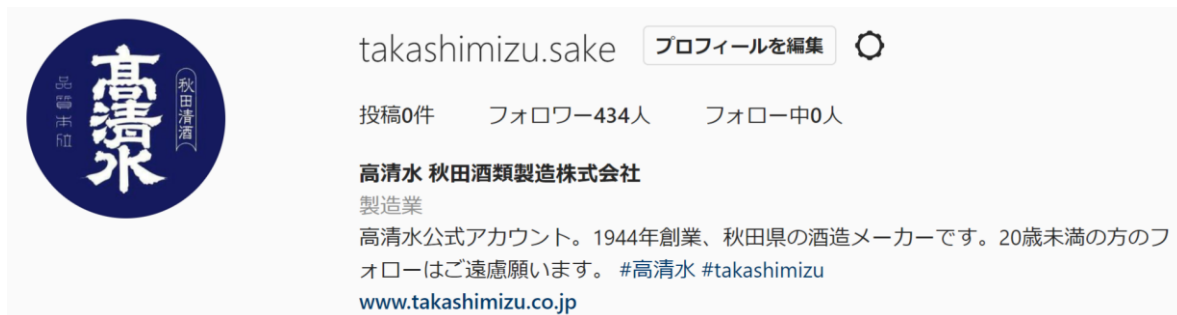 高清水
秋田清酒
品質本位
takashimizu.sake プロフィールを編集
投稿0件 フォロワー434人 フォロー中0人
高清水 秋田酒類製造株式会社
製造業
高清水公式アカウント。1944年創業、秋田県の酒造メーカーです。20歳未満の方のフ
ォローはご遠慮願います。 #高清水 #takashimizu
www.takashimizu.co.jp